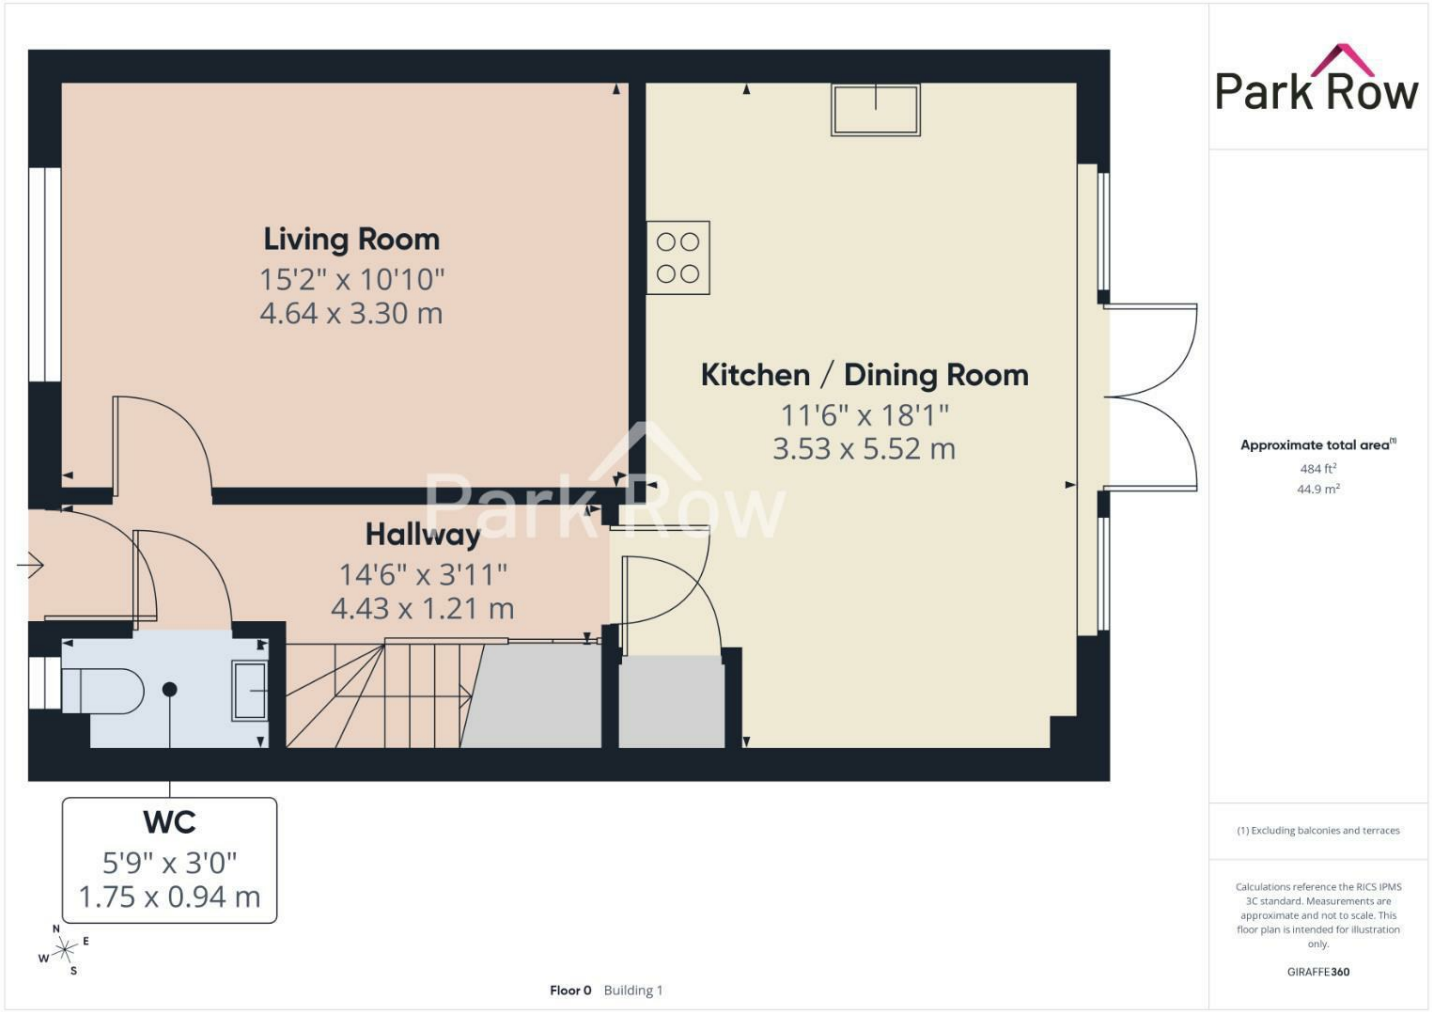 Park Row
Living Room
15'2" x 10'10"
4.64 x 3.30 m
Kitchen / Dining Room
11'6" x 18'1"
3.53 x 5.52 m
Park Row
Hallway
14'6" x 3'11"
4.43 x 1.21 m
WC
5'9" x 3'0"
1.75 x 0.94 m
N
E
W
S
Floor 0 Building 1
Approximate total area(1)
484 ft²
44.9 m²
(1) Excluding balconies and terraces
Calculations reference the RICS IPMS
3C standard. Measurements are
approximate and not to scale. This
floor plan is intended for illustration
only.
GIRAFFE360